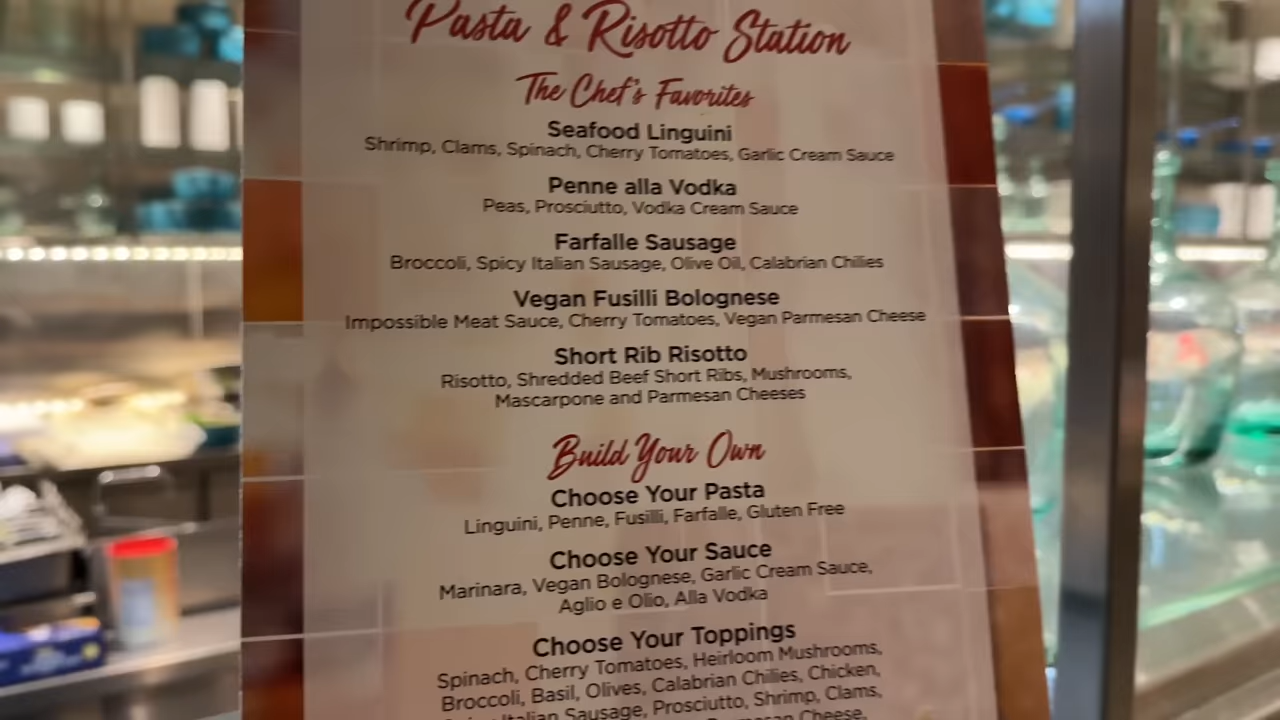 Pasta & Risotto Station
The Chef's Favorites
Seafood Linguini
Shrimp, Clams, Spinach, Cherry Tomatoes, Garlic Cream Sauce
Penne alla Vodka
Peas, Prosciutto, Vodka Cream Sauce
Farfalle Sausage
Broccoli, Spicy Italian Sausage, Olive Oil, Calabrian Chilies
Vegan Fusilli Bolognese
Impossible Meat Sauce, Cherry Tomatoes, Vegan Parmesan Cheese
Short Rib Risotto
Risotto, Shredded Beef Short Ribs, Mushrooms,
Mascarpone and Parmesan Cheeses
Build Your Own
Choose Your Pasta
Linguini, Penne, Fusilli, Farfalle, Gluten Free
Choose Your Sauce
Marinara, Vegan Bolognese, Garlic Cream Sauce,
Aglio e Olio, Alla Vodka
Choose Your Toppings
Spinach, Cherry Tomatoes, Heirloom Mushrooms,
Broccoli, Basil, Olives, Calabrian Chilies, Chicken,
Italian Sausage, Prosciutto, Shrimp, Clams,
Parmesan Cheese,